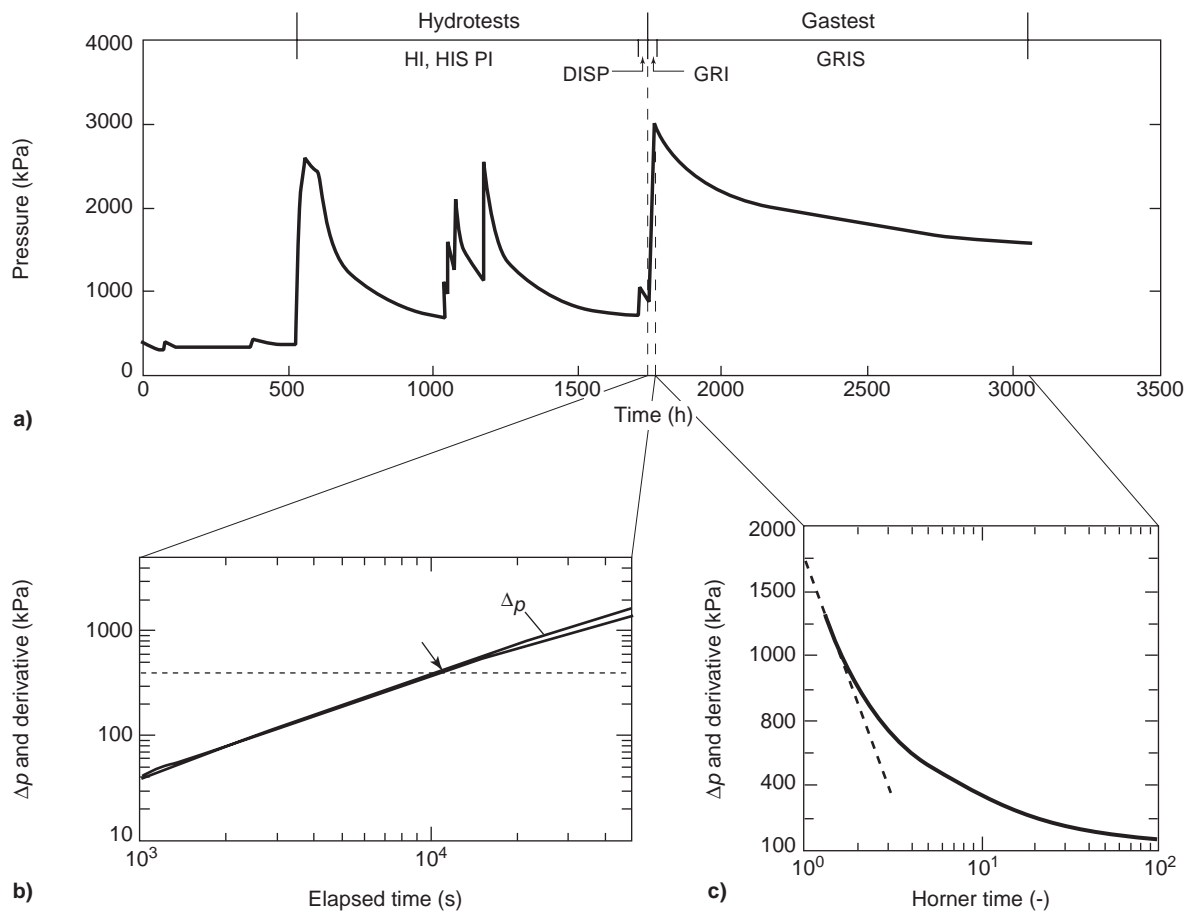 Hydrotests Gastest
HI, HIS PI DISP GRI GRIS
4000
3000
2000
1000
0
Pressure (kPa)
0 500 1000 1500 2000 2500 3000 3500
Time (h)
a)
Δp and derivative (kPa)
1000
100
10
Δp
10³ 10⁴
Elapsed time (s)
b)
Δp and derivative (kPa)
2000
1500
1000
800
400
100
10⁰ 10¹ 10²
Horner time (-)
c)